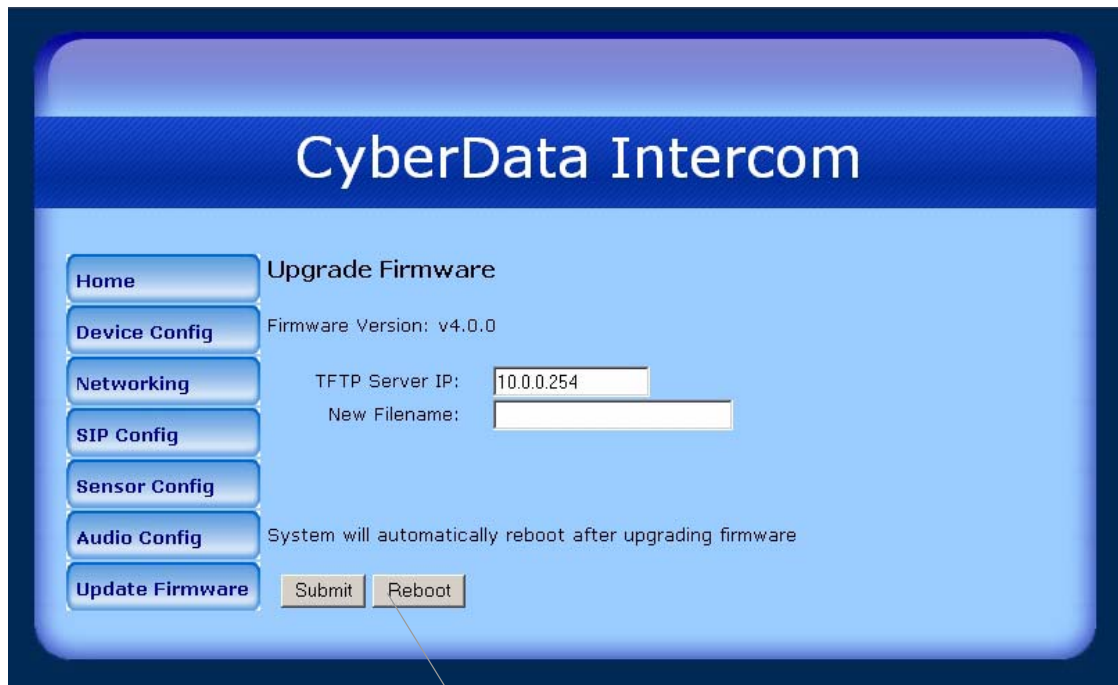 CyberData Intercom
Home
Device Config
Networking
SIP Config
Sensor Config
Audio Config
Update Firmware
Upgrade Firmware
Firmware Version: v4.0.0
TFTP Server IP: 10.0.0.254
New Filename:
System will automatically reboot after upgrading firmware
Submit Reboot